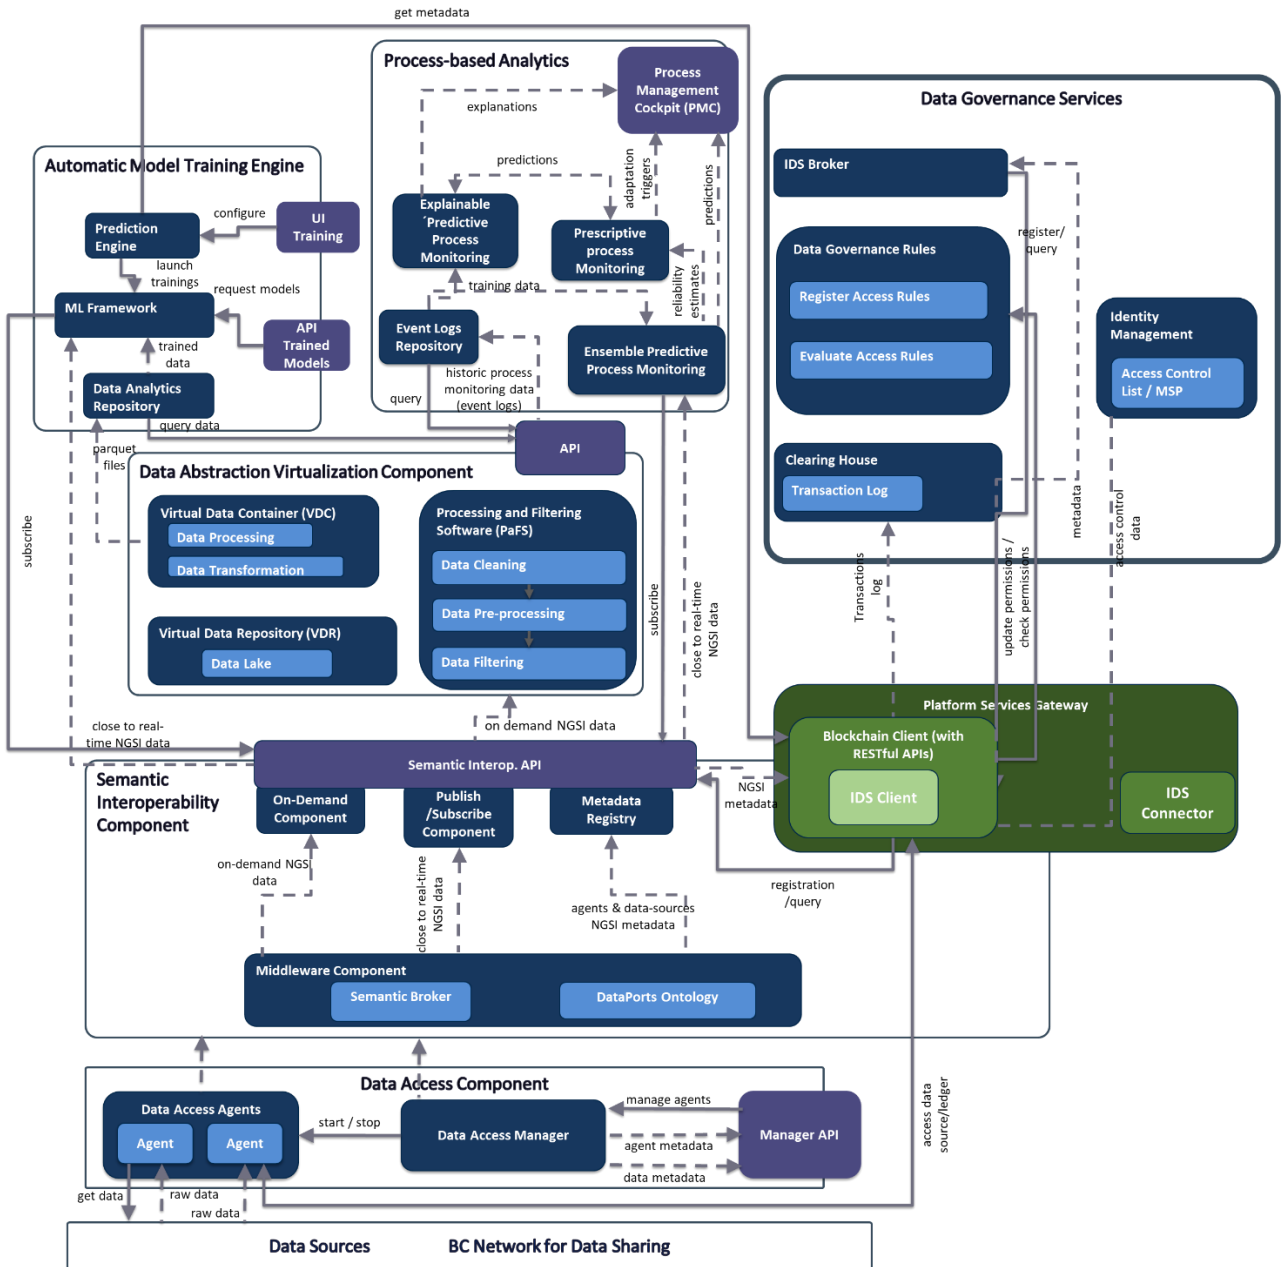 get metadata
Process-based Analytics
Process
Management
Cockpit (PMC)
explanations
predictions
adaptation
triggers
predictions
Explainable
´Predictive
Process
Monitoring
Prescriptive
process
Monitoring
training data
reliability
estimates
Event Logs
Repository
Ensemble Predictive
Process Monitoring
historic process
monitoring data
(event logs)
query
Automatic Model Training Engine
Prediction
Engine
configure
UI
Training
launch
trainings
request models
ML Framework
API
Trained
Models
trained
data
Data Analytics
Repository
query data
parquet
files
subscribe
Data Governance Services
IDS Broker
register/
query
Data Governance Rules
Register Access Rules
Evaluate Access Rules
Identity
Management
Access Control
List / MSP
Clearing House
Transaction Log
metadata
access control
data
Transactions
log
update permissions /
check permissions
API
Data Abstraction Virtualization Component
Virtual Data Container (VDC)
Data Processing
Data Transformation
Virtual Data Repository (VDR)
Data Lake
Processing and Filtering
Software (PaFS)
Data Cleaning
Data Pre-processing
Data Filtering
subscribe
close to real-time
NGSI data
on demand NGSI data
close to real-
time NGSI data
Platform Services Gateway
Blockchain Client (with
RESTful APIs)
IDS Client
IDS
Connector
NGSI
metadata
registration
/query
Semantic
Interoperability
Component
Semantic Interop. API
On-Demand
Component
Publish
/Subscribe
Component
Metadata
Registry
on-demand NGSI
data
close to real-time
NGSI data
agents & data-sources
NGSI metadata
Middleware Component
Semantic Broker
DataPorts Ontology
Data Access Component
Data Access Agents
Agent
Agent
start / stop
Data Access Manager
manage agents
agent metadata
data metadata
Manager API
access data
source/ledger
get data
raw data
raw data
Data Sources
BC Network for Data Sharing